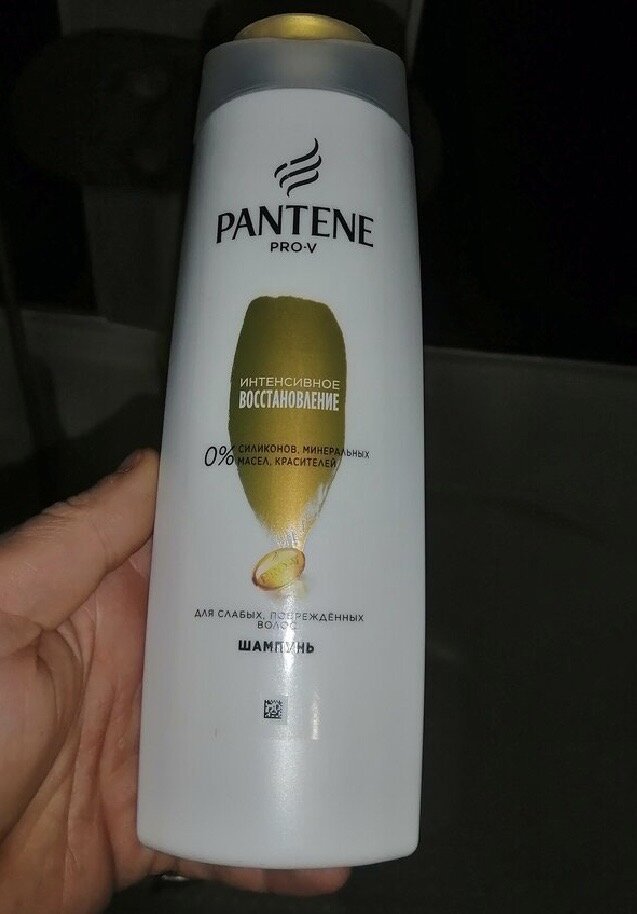 PANTENE
PRO-V
ИНТЕНСИВНОЕ
ВОССТАНОВЛЕНИЕ
0% СИЛИКОНОВ, МИНЕРАЛЬНЫХ
МАСЕЛ, КРАСИТЕЛЕЙ
ДЛЯ СЛАБЫХ, ПОВРЕЖДЁННЫХ
ВОЛОС
ШАМПУНЬ